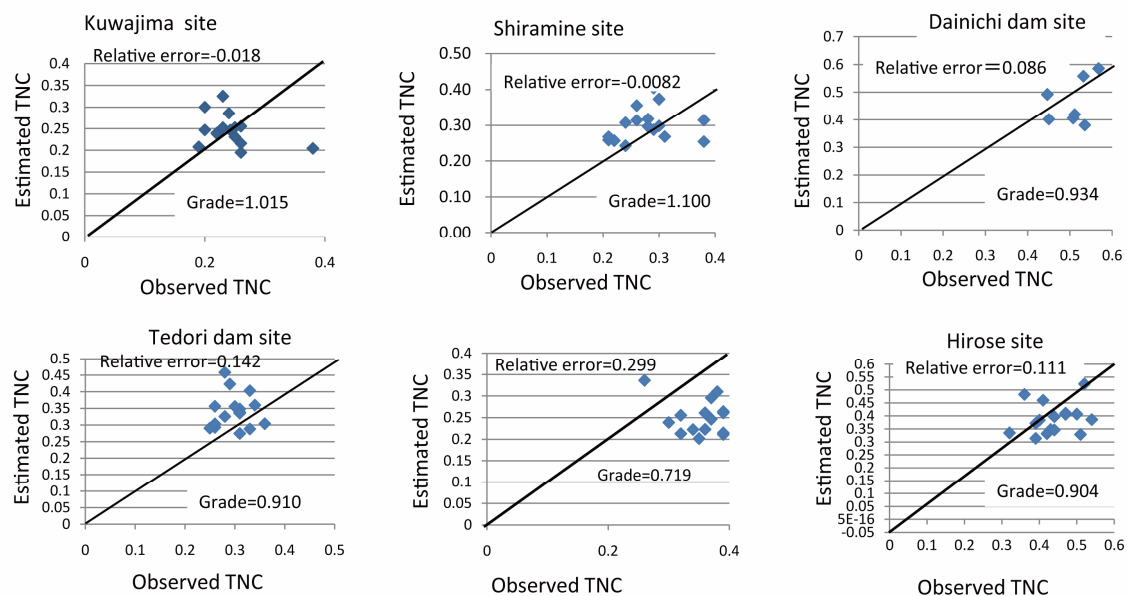 Kuwajima site
Relative error=-0.018
Estimated TNC
0.4
0.35
0.3
0.25
0.2
0.15
0.1
0.05
0
Grade=1.015
0 0.2 0.4
Observed TNC
Shiramine site
Relative error=-0.0082
Estimated TNC
0.50
0.40
0.30
0.20
0.10
0.00
Grade=1.100
0 0.1 0.2 0.3 0.4
Observed TNC
Dainichi dam site
Relative error=0.086
Estimated TNC
0.7
0.6
0.5
0.4
0.3
0.2
0.1
0
Grade=0.934
0 0.1 0.2 0.3 0.4 0.5 0.6
Observed TNC
Tedori dam site
Relative error=0.142
Estimated TNC
0.5
0.45
0.4
0.35
0.3
0.25
0.2
0.15
0.1
0.05
0
Grade=0.910
0 0.1 0.2 0.3 0.4 0.5
Observed TNC
Relative error=0.299
Estimated TNC
0.4
0.35
0.3
0.25
0.2
0.15
0.1
0.05
0
Grade=0.719
0 0.2 0.4
Observed TNC
Hirose site
Relative error=0.111
Estimated TNC
0.6
0.55
0.5
0.45
0.4
0.35
0.3
0.25
0.2
0.15
0.1
0.05
5E-16
-0.05
Grade=0.904
0 0.1 0.2 0.3 0.4 0.5 0.6
Observed TNC